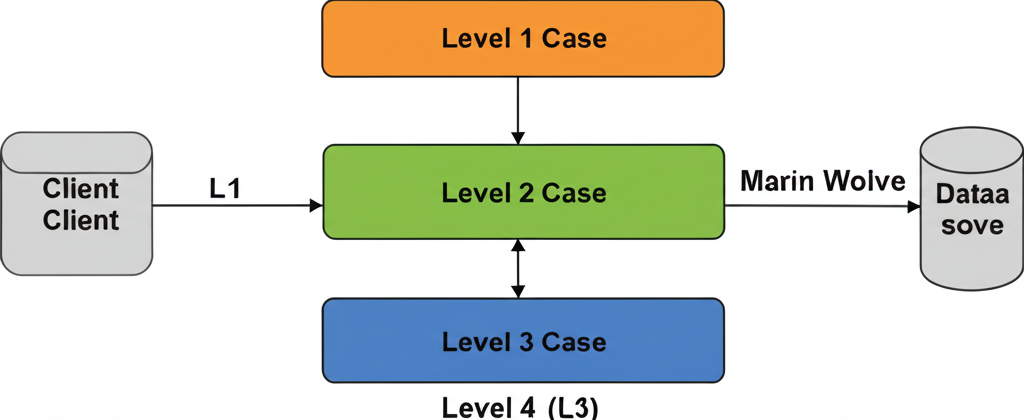 Level 1 Case
Client
Client
L1
Level 2 Case
Marin Wolve
Dataa
sove
Level 3 Case
Level 4 (L3)